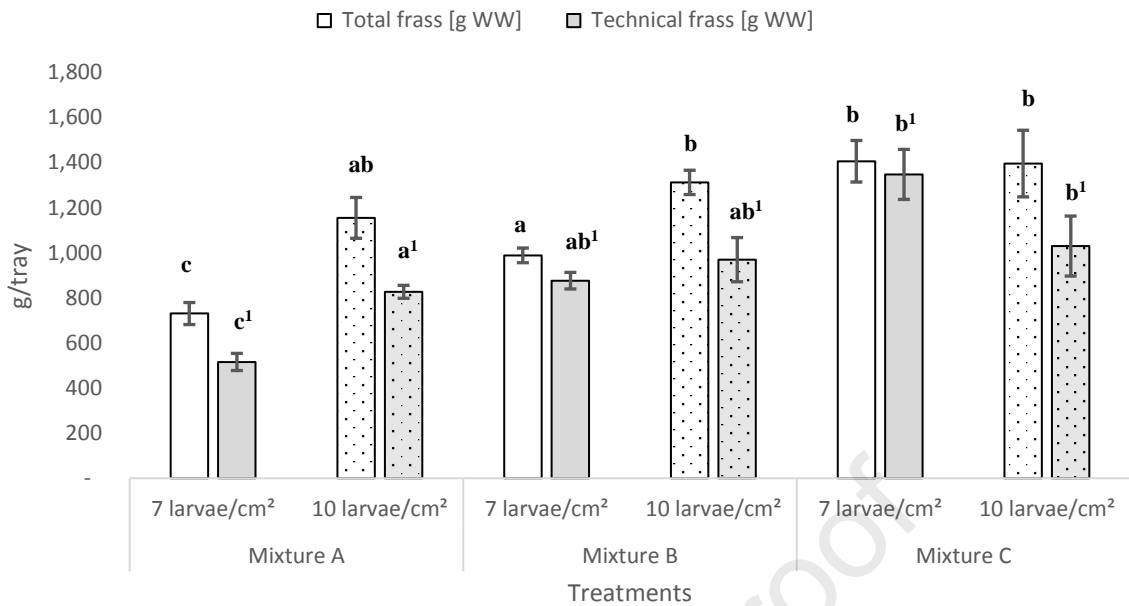 Total frass [g WW] Technical frass [g WW]
1,800
1,600
1,400
1,200
1,000
800
600
400
200
-
g/tray
c
c¹
ab
a¹
a
ab¹
b
ab¹
b
b¹
b
b¹
7 larvae/cm² 10 larvae/cm² 7 larvae/cm² 10 larvae/cm² 7 larvae/cm² 10 larvae/cm²
Mixture A Mixture B Mixture C
Treatments
roof